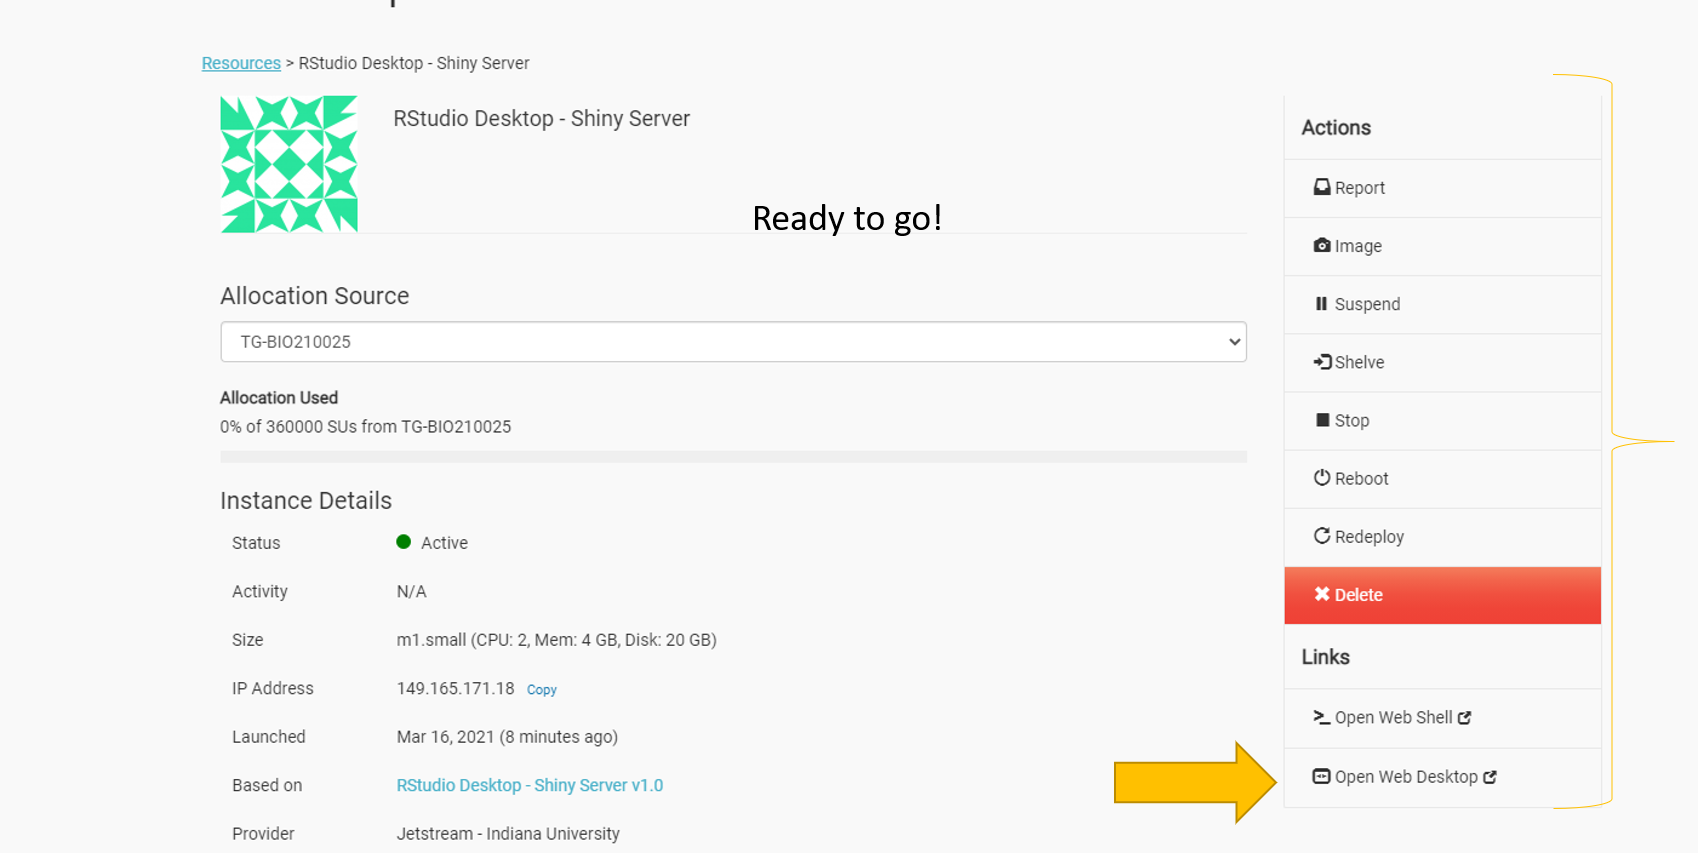 Resources > RStudio Desktop - Shiny Server
RStudio Desktop - Shiny Server
Ready to go!
Allocation Source
TG-BIO210025
Allocation Used
0% of 360000 SUs from TG-BIO210025
Instance Details
Status Active
Activity N/A
Size m1.small (CPU: 2, Mem: 4 GB, Disk: 20 GB)
IP Address 149.165.171.18 Copy
Launched Mar 16, 2021 (8 minutes ago)
Based on RStudio Desktop - Shiny Server v1.0
Provider Jetstream - Indiana University
Actions
Report
Image
Suspend
Shelve
Stop
Reboot
Redeploy
Delete
Links
Open Web Shell
Open Web Desktop